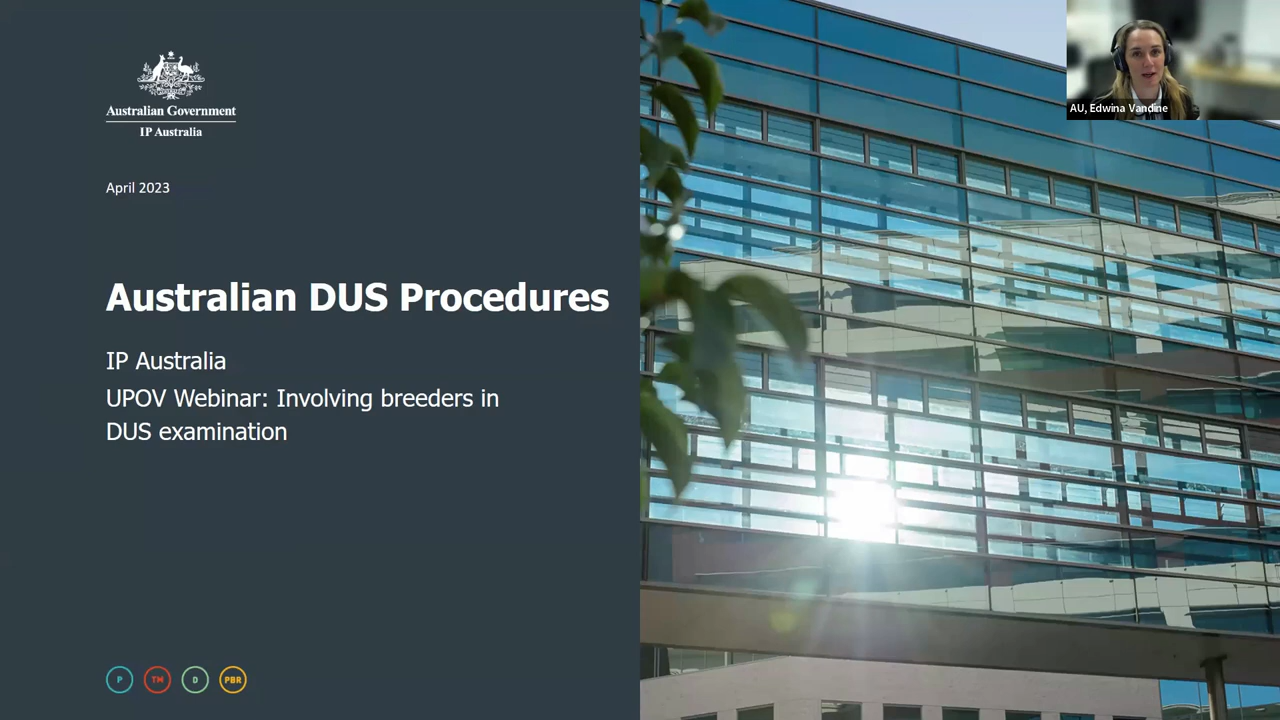 Australian Government
IP Australia
April 2023
Australian DUS Procedures
IP Australia
UPOV Webinar: Involving breeders in
DUS examination
P TM D PBR
AU, Edwina Vandine